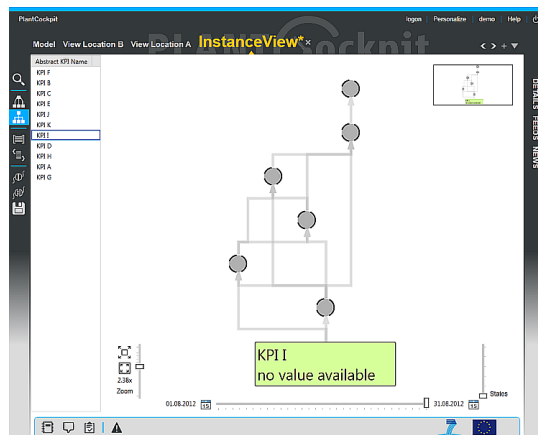 PlantCockpit
logon Personalize demo Help
Model View Location B View Location A InstanceView* ×
Abstract KPI Name
KPI F
KPI B
KPI C
KPI E
KPI J
KPI K
KPI I
KPI D
KPI H
KPI A
KPI G
DETAILS FEEDS NEWS
KPI I
no value available
2.38x
Zoom
States
01.08.2012 15
31.08.2012 15